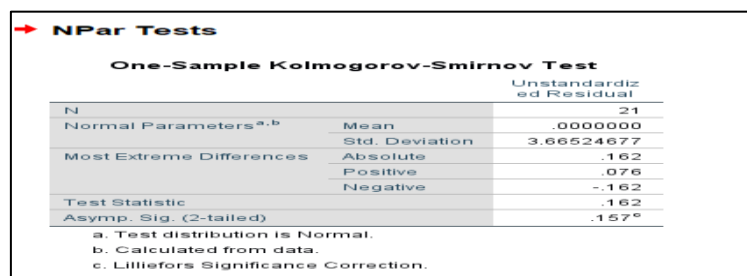 NPar Tests
One-Sample Kolmogorov-Smirnov Test
Unstandardiz
ed Residual
N 21
Normal Parametersa,b Mean .0000000
Std. Deviation 3.66524677
Most Extreme Differences Absolute .162
Positive .076
Negative -.162
Test Statistic .162
Asymp. Sig. (2-tailed) .157c
a. Test distribution is Normal.
b. Calculated from data.
c. Lilliefors Significance Correction.